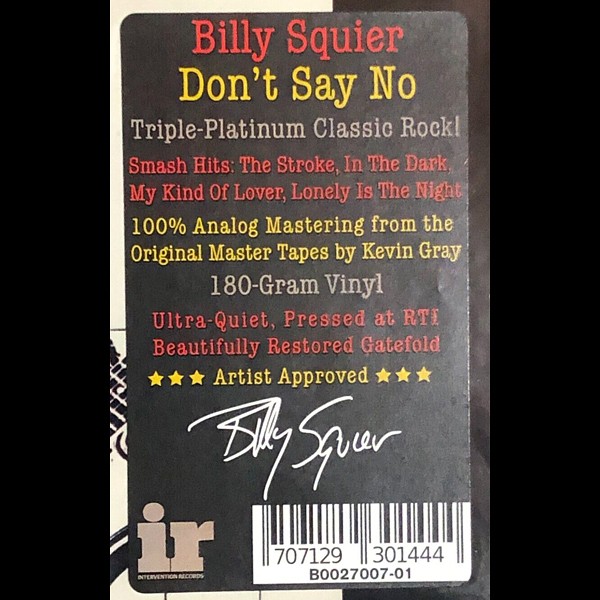 Billy Squier
Don't Say No
Triple-Platinum Classic Rock!
Smash Hits: The Stroke, In The Dark,
My Kind Of Lover, Lonely Is The Night
100% Analog Mastering from the
Original Master Tapes by Kevin Gray
180-Gram Vinyl
Ultra-Quiet, Pressed at RTI
Beautifully Restored Gatefold
★★★ Artist Approved ★★★
Billy Squier
ir
INTERVENTION RECORDS
707129 301444
B0027007-01